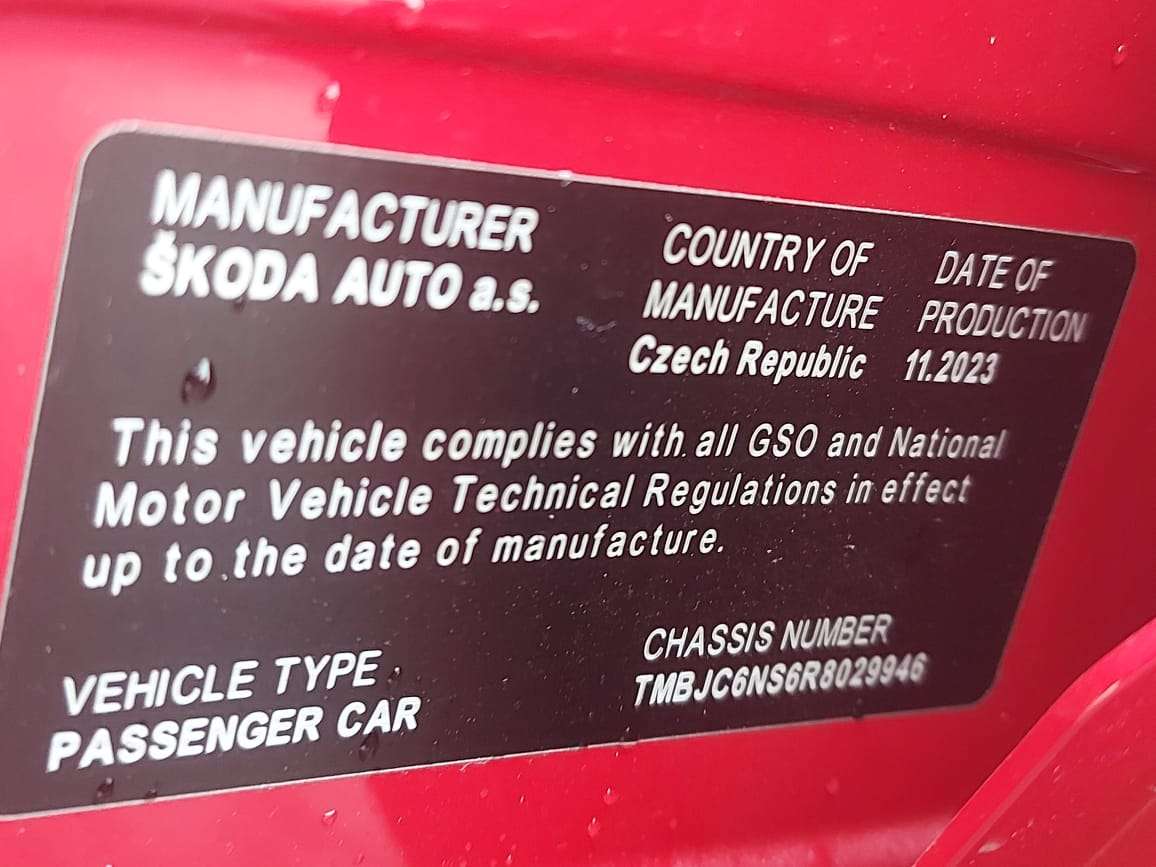 MANUFACTURER
ŠKODA AUTO a.s.
COUNTRY OF
MANUFACTURE
Czech Republic
DATE OF
PRODUCTION
11.2023
This vehicle complies with all GSO and National
Motor Vehicle Technical Regulations in effect
up to the date of manufacture.
VEHICLE TYPE
PASSENGER CAR
CHASSIS NUMBER
TMBJC6NS6R8029946